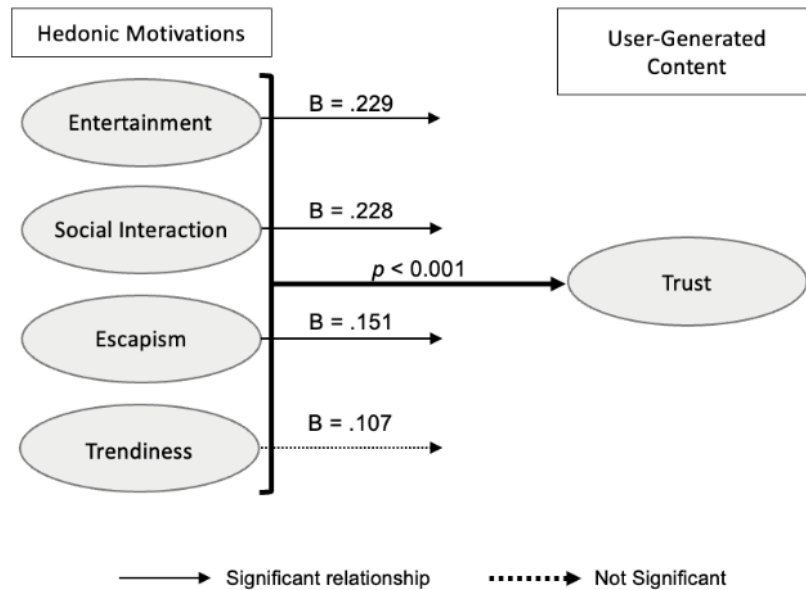 Hedonic Motivations
User-Generated
Content
Entertainment
B = .229
Social Interaction
B = .228
p < 0.001
Trust
Escapism
B = .151
Trendiness
B = .107
Significant relationship
Not Significant